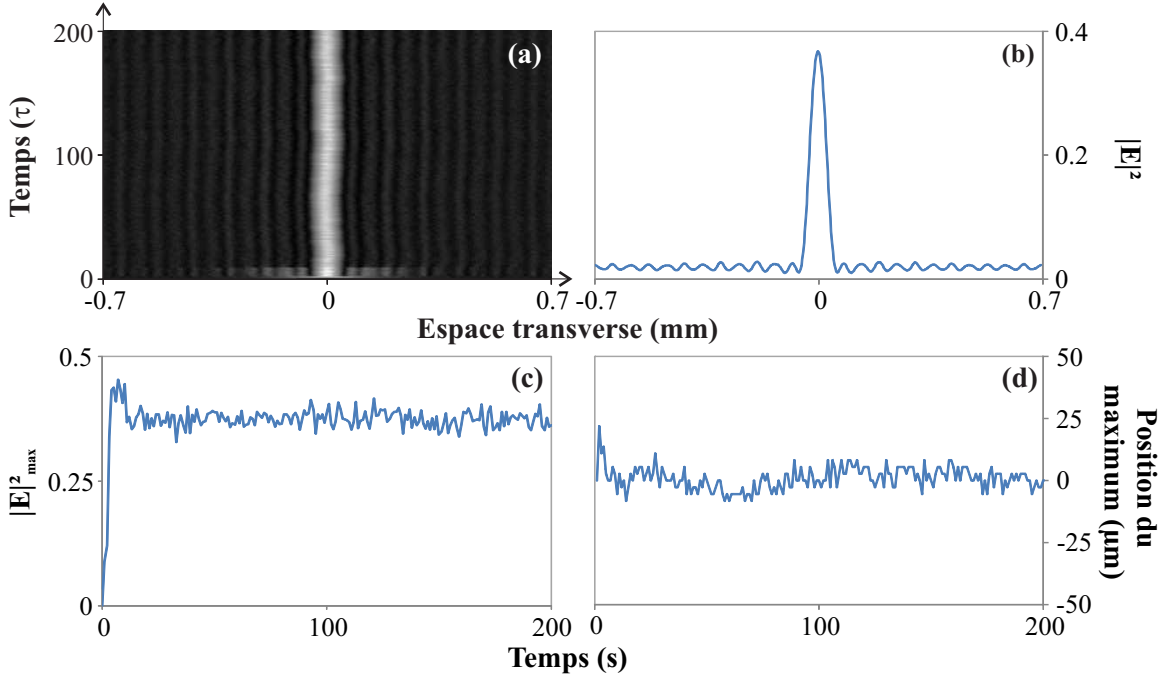 200
100
0
Temps (τ)
(a)
-0.7
0
0.7
(b)
0.4
0.2
0
|E|²
-0.7
0
0.7
Espace transverse (mm)
0.5
0.25
0
|E|²max
(c)
0
100
200
(d)
50
25
0
-25
-50
Position du
maximum (μm)
0
100
200
Temps (s)